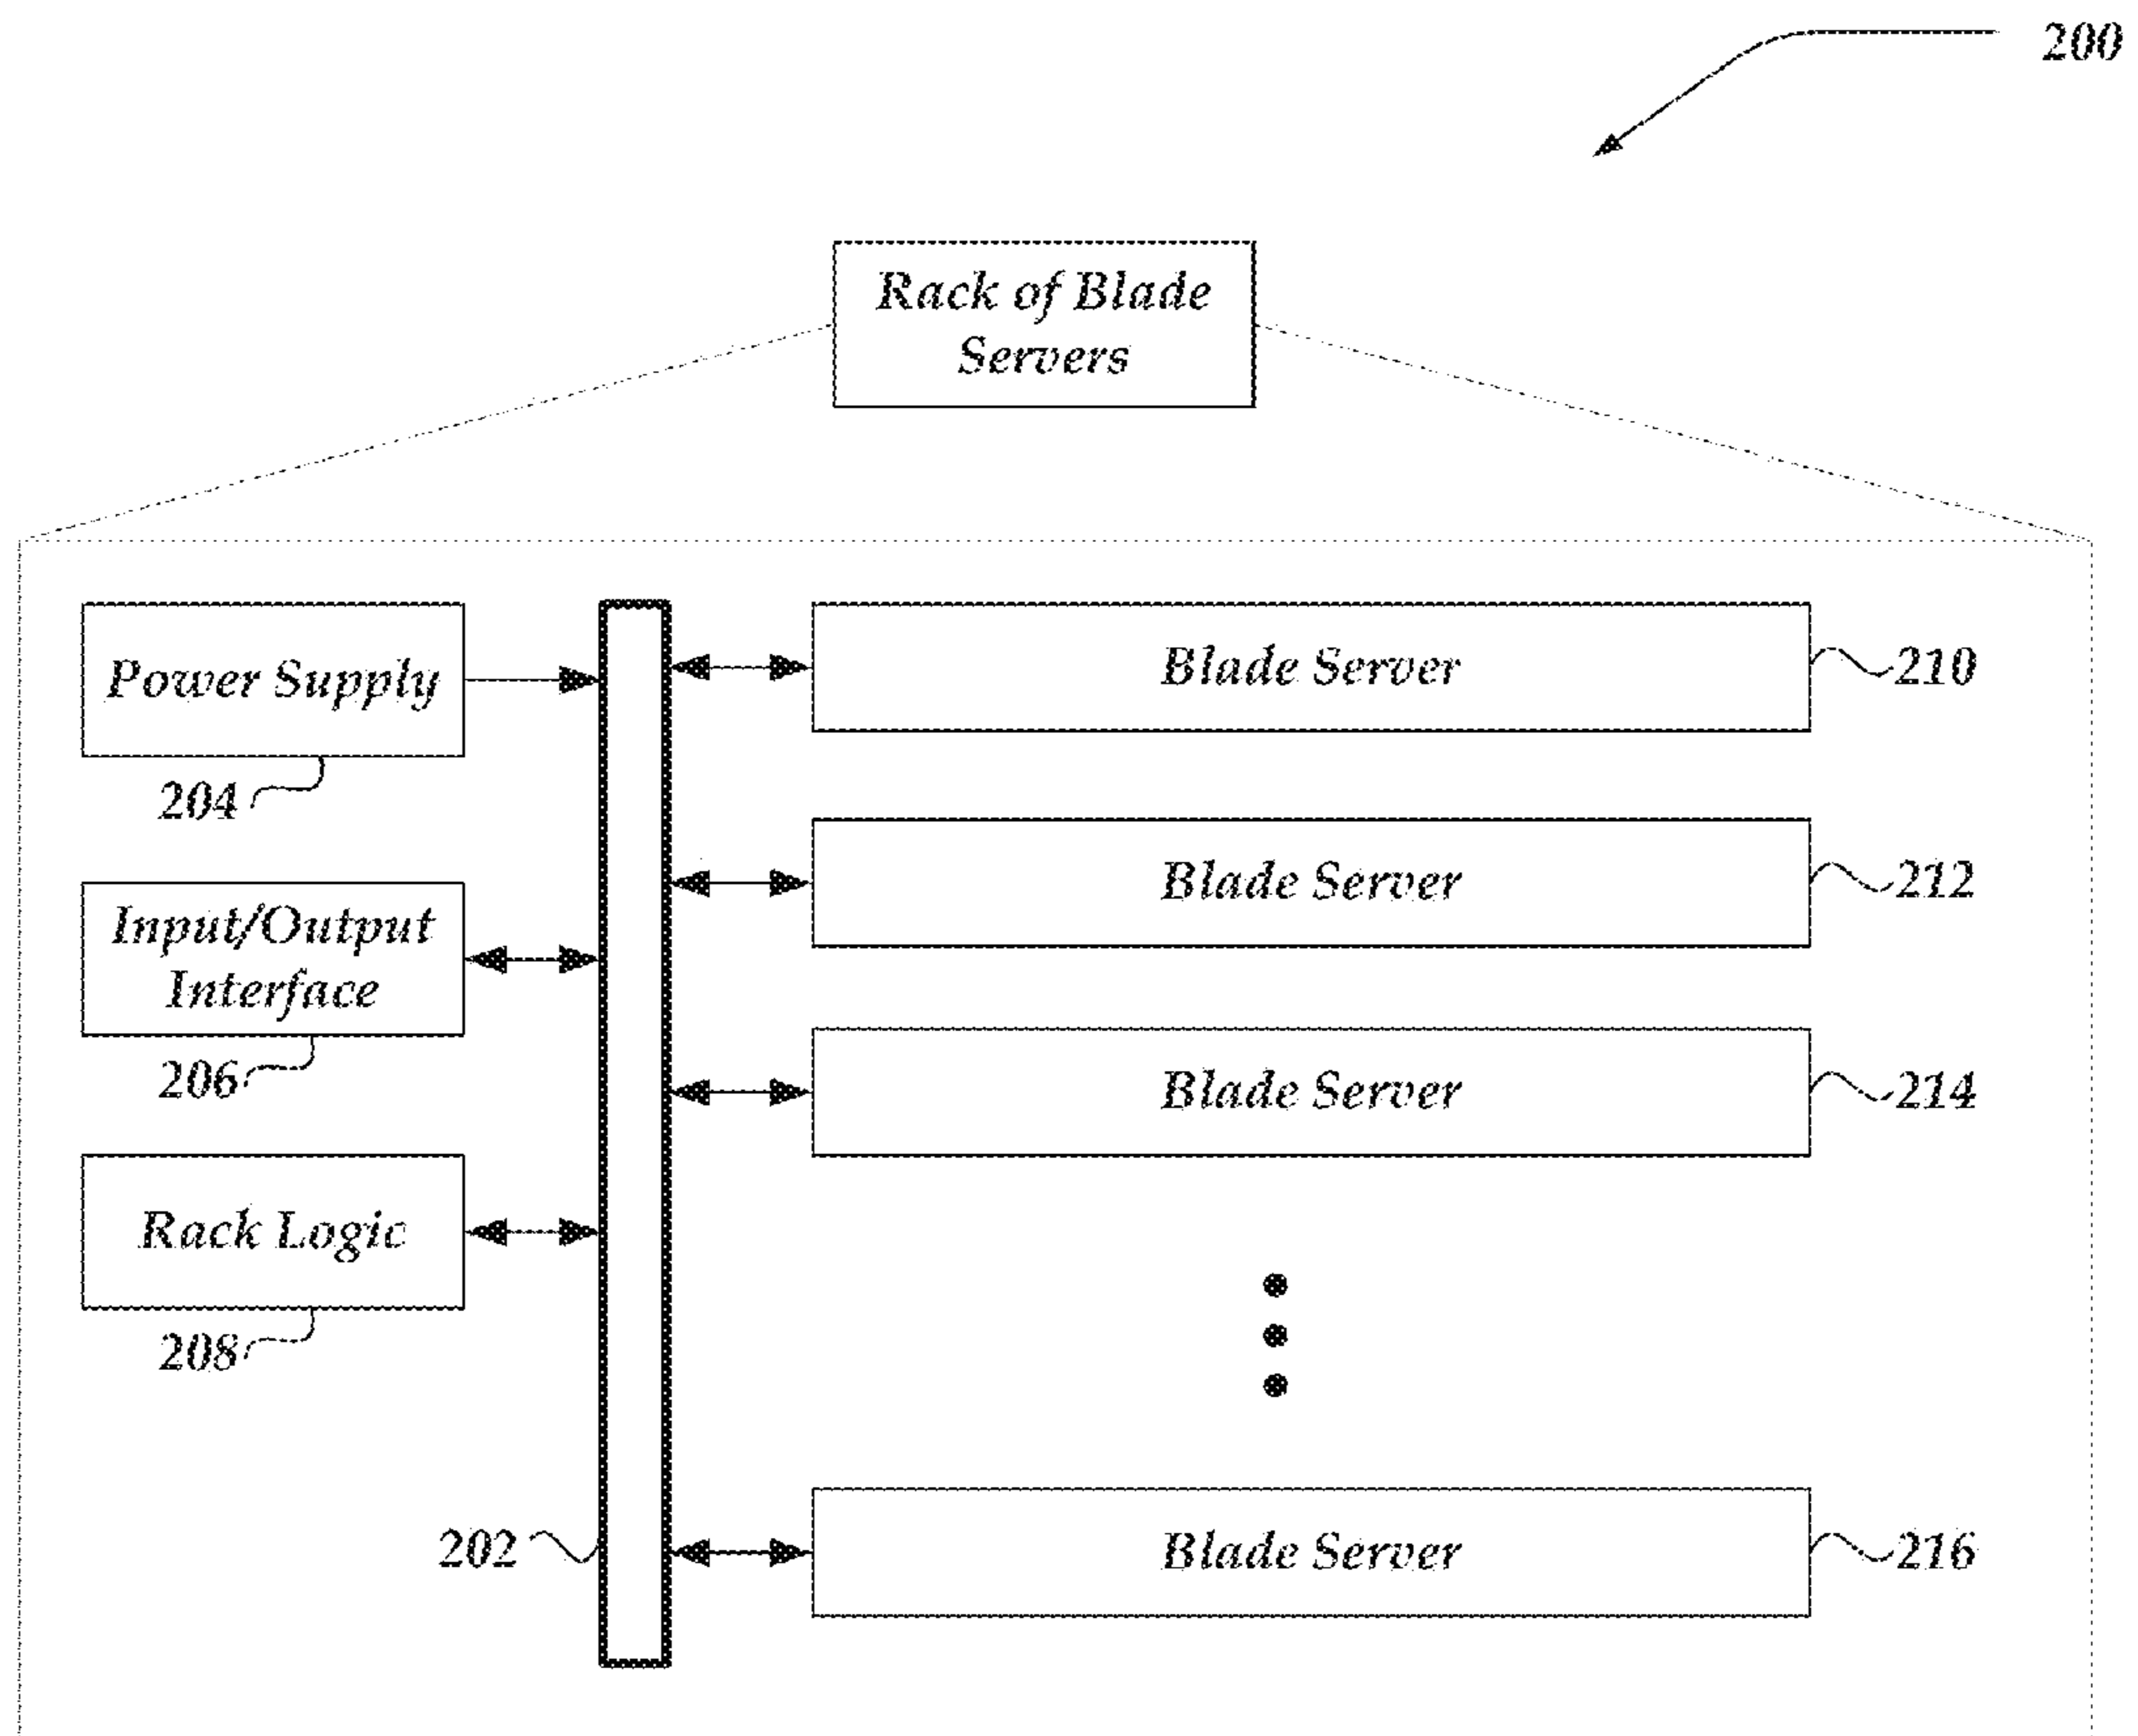 200
Rack of Blade
Servers
Power Supply
204
Input/Output
Interface
206
Rack Logic
208
202
Blade Server
210
Blade Server
212
Blade Server
214
Blade Server
216